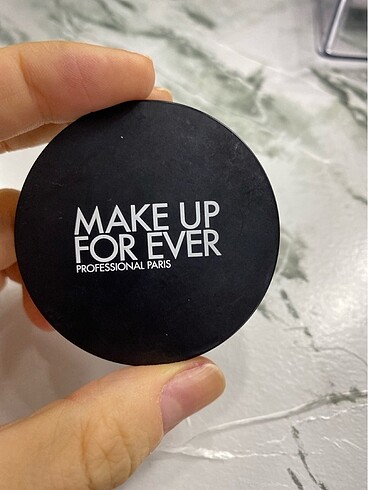 MAKE UP
FOR EVER
PROFESSIONAL PARIS